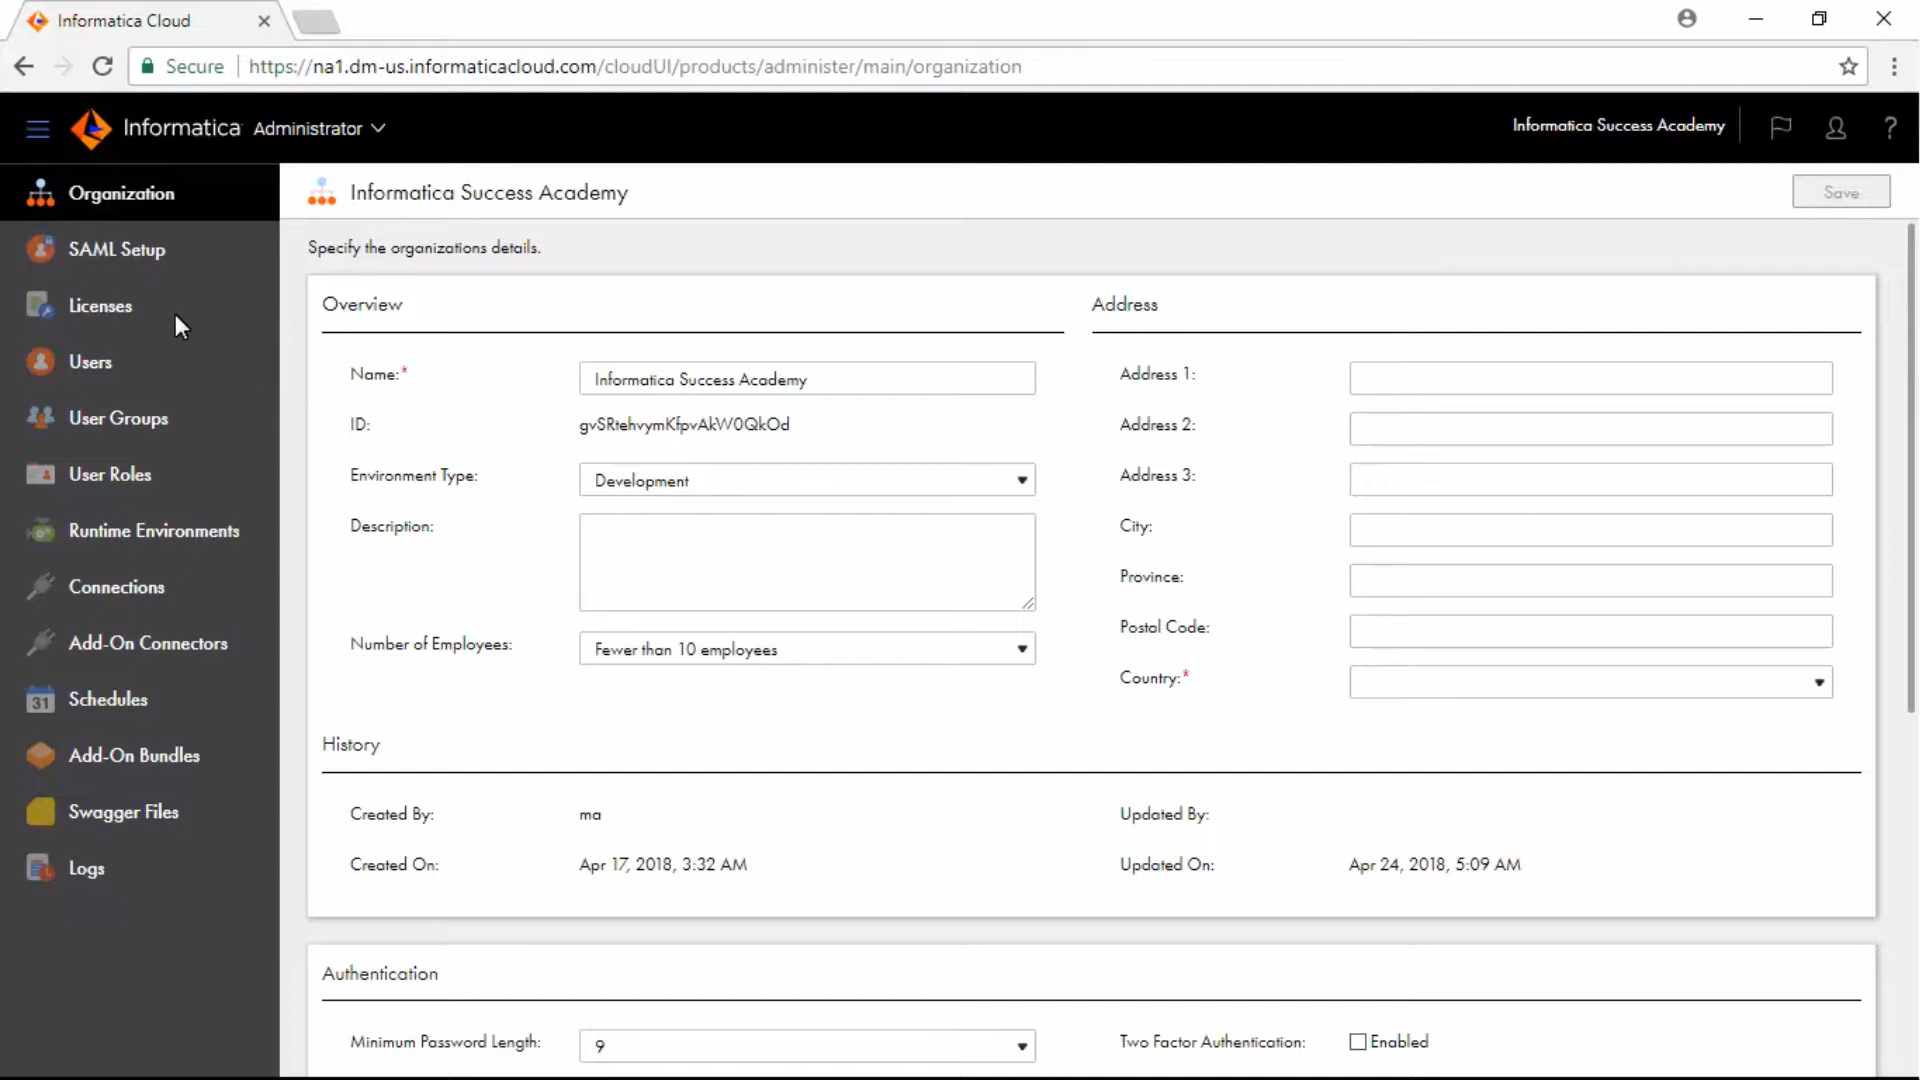 Informatica Cloud
Secure https://na1.dm-us.informaticacloud.com/cloudUI/products/administer/main/organization
Informatica Administrator
Informatica Success Academy
?
Organization
SAML Setup
Licenses
Users
User Groups
User Roles
Runtime Environments
Connections
Add-On Connectors
31 Schedules
Add-On Bundles
Swagger Files
Logs
Informatica Success Academy
Save
Specify the organizations details.
Overview
Name:* Informatica Success Academy
ID: gvSRtehvymKfpvAkW0QkOd
Environment Type: Development
Description:
Number of Employees: Fewer than 10 employees
Address
Address 1:
Address 2:
Address 3:
City:
Province:
Postal Code:
Country:*
History
Created By: ma
Updated By:
Created On: Apr 17, 2018, 3:32 AM
Updated On: Apr 24, 2018, 5:09 AM
Authentication
Minimum Password Length: 9
Two Factor Authentication: Enabled